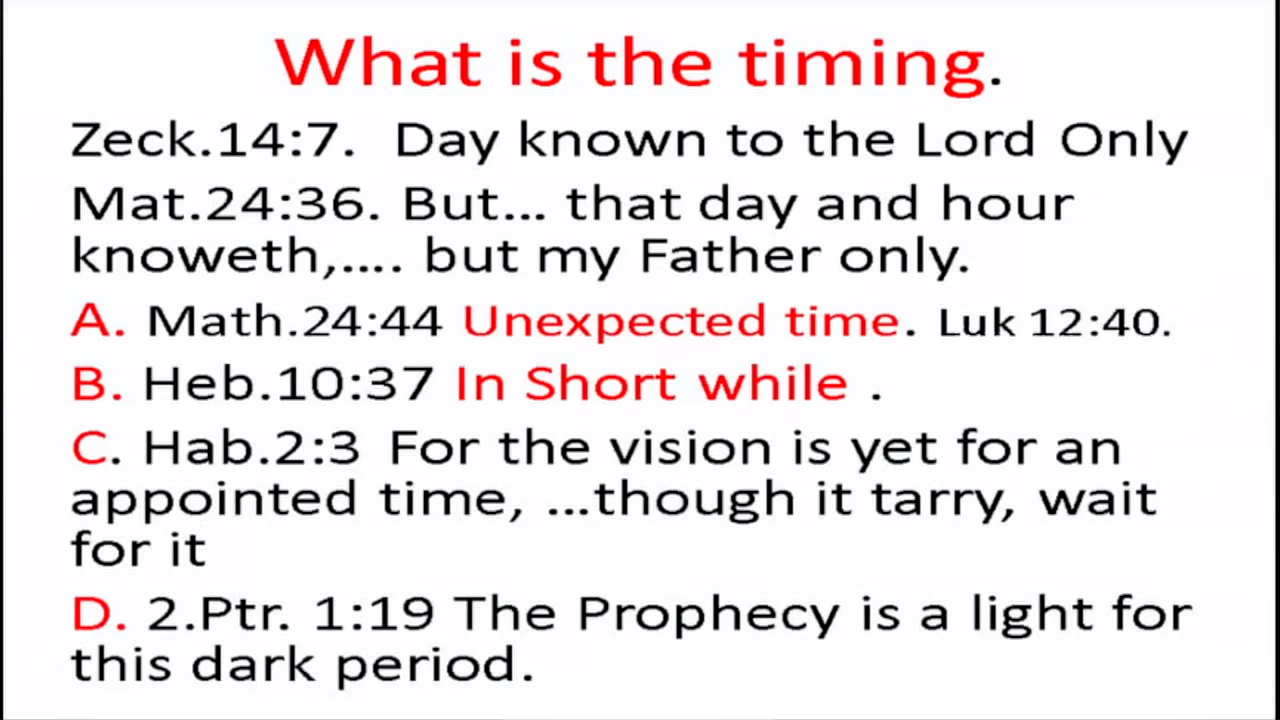 What is the timing.
Zeck.14:7.  Day known to the Lord Only
Mat.24:36. But... that day and hour
knoweth,.... but my Father only.
A. Math.24:44 Unexpected time. Luk 12:40.
B. Heb.10:37 In Short while .
C. Hab.2:3  For the vision is yet for an
appointed time, ...though it tarry, wait
for it
D. 2.Ptr. 1:19 The Prophecy is a light for
this dark period.